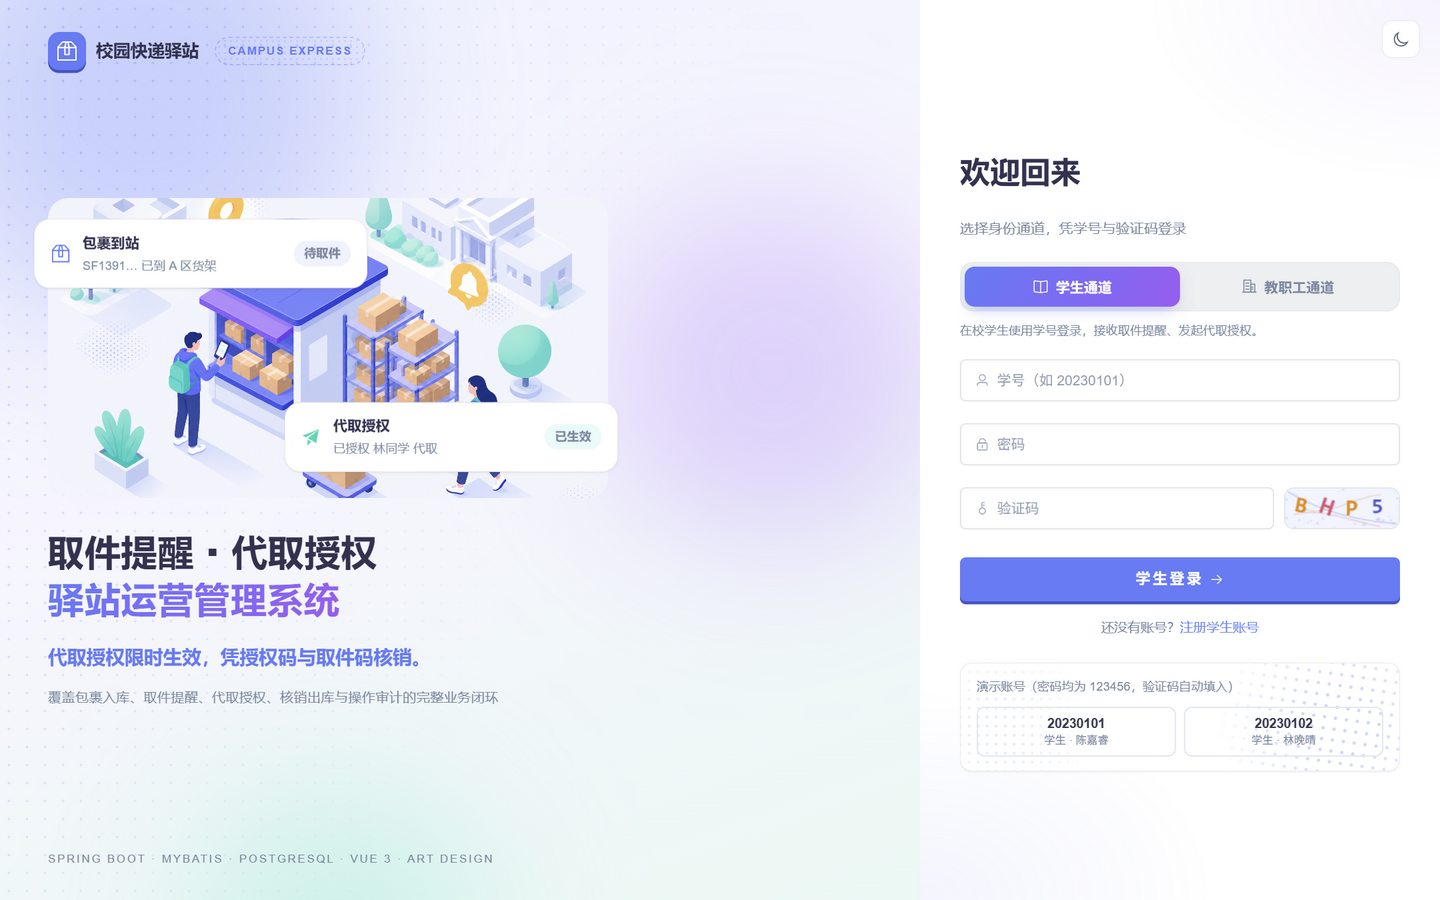 校园快递驿站
CAMPUS EXPRESS
包裹到站
SF1391... 已到 A 区货架
待取件
代取授权
已授权 林同学 代取
已生效
取件提醒 · 代取授权
驿站运营管理系统
代取授权限时生效，凭授权码与取件码核销。
覆盖包裹入库、取件提醒、代取授权、核销出库与操作审计的完整业务闭环
SPRING BOOT · MYBATIS · POSTGRESQL · VUE 3 · ART DESIGN
欢迎回来
选择身份通道，凭学号与验证码登录
学生通道
教职工通道
在校学生使用学号登录，接收取件提醒、发起代取授权。
学号（如 20230101）
密码
验证码
B H P 5
学生登录 →
还没有账号？ 注册学生账号
演示账号（密码均为 123456，验证码自动填入）
20230101
学生 · 陈嘉睿
20230102
学生 · 林晚晴